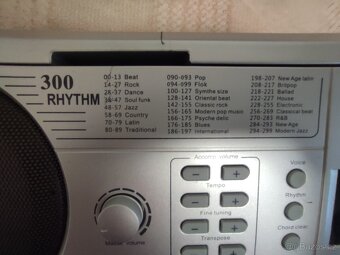 300
RHYTHM
00-13 Beat
14-27 Rock
28-37 Dance
38-47 Soul funk
48-57 Jazz
58-69 Country
70-79 Latin
80-89 Traditional
090-093 Pop
094-099 Flok
100-127 Synthe size
128-141 Oriental beat
142-155 Classic rock
156-165 Modern pop music
166-175 Psyche delic
176-185 Blues
186-197 International
198-207 New Age latin
208-217 Britpop
218-221 Ballad
222-227 House
228-255 Electronic
256-269 Classical beat
270-283 R&B
284-293 New Age
294-299 Modern Jazz
Accomp volume
Tempo
Fine tuning
Transpose
Master volume
Voice
Rhythm
Chord clear